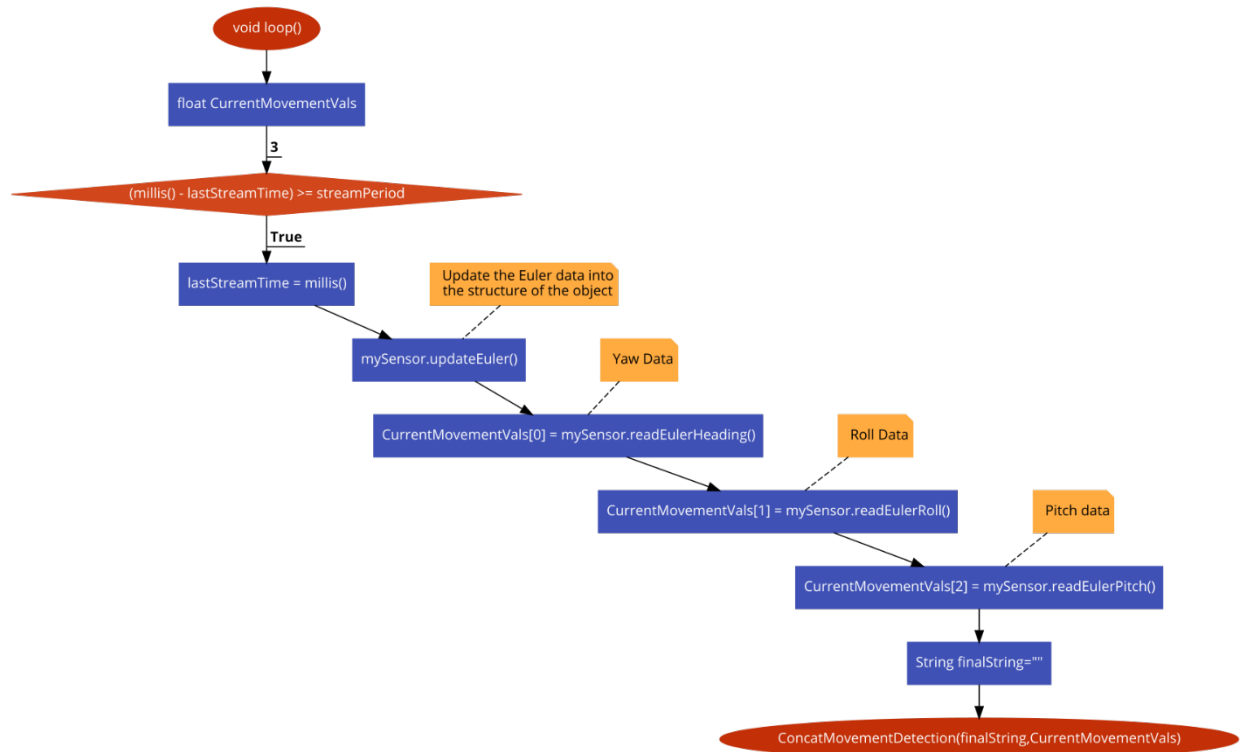 void loop()
float CurrentMovementVals
3
(millis() - lastStreamTime) >= streamPeriod
True
lastStreamTime = millis()
Update the Euler data into
the structure of the object
mySensor.updateEuler()
Yaw Data
CurrentMovementVals[0] = mySensor.readEulerHeading()
Roll Data
CurrentMovementVals[1] = mySensor.readEulerRoll()
Pitch data
CurrentMovementVals[2] = mySensor.readEulerPitch()
String finalString=""
ConcatMovementDetection(finalString,CurrentMovementVals)